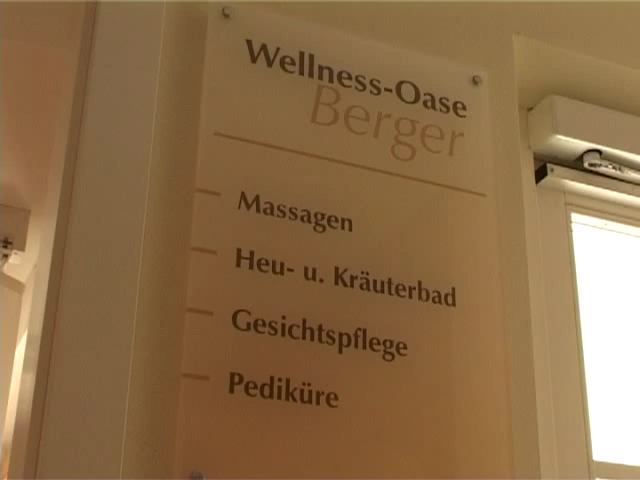 Wellness-Oase
Berger
Massagen
Heu- u. Kräuterbad
Gesichtspflege
Pediküre